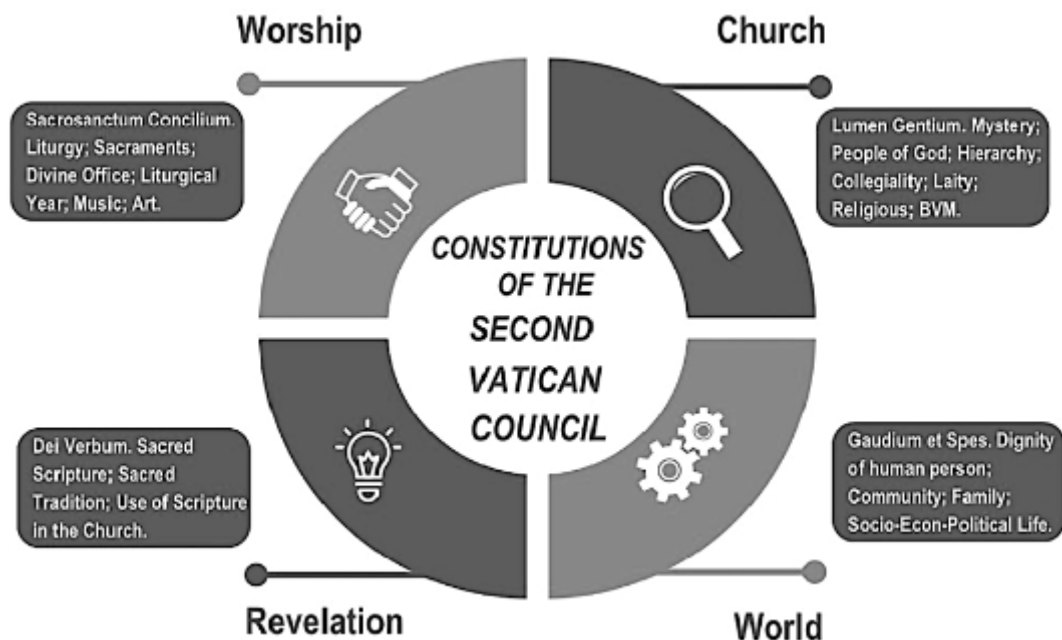 Worship
Sacrosanctum Concilium.
Liturgy; Sacraments;
Divine Office; Liturgical
Year; Music; Art.
Church
Lumen Gentium. Mystery;
People of God; Hierarchy;
Collegiality; Laity;
Religious; BVM.
CONSTITUTIONS
OF THE
SECOND
VATICAN
COUNCIL
Dei Verbum. Sacred
Scripture; Sacred
Tradition; Use of Scripture
in the Church.
Revelation
Gaudium et Spes. Dignity
of human person;
Community; Family;
Socio-Econ-Political Life.
World